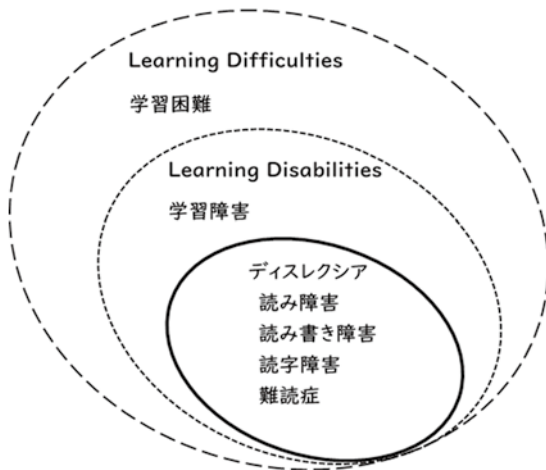 Learning Difficulties
学習困難
Learning Disabilities
学習障害
ディスレクシア
読み障害
読み書き障害
読字障害
難読症